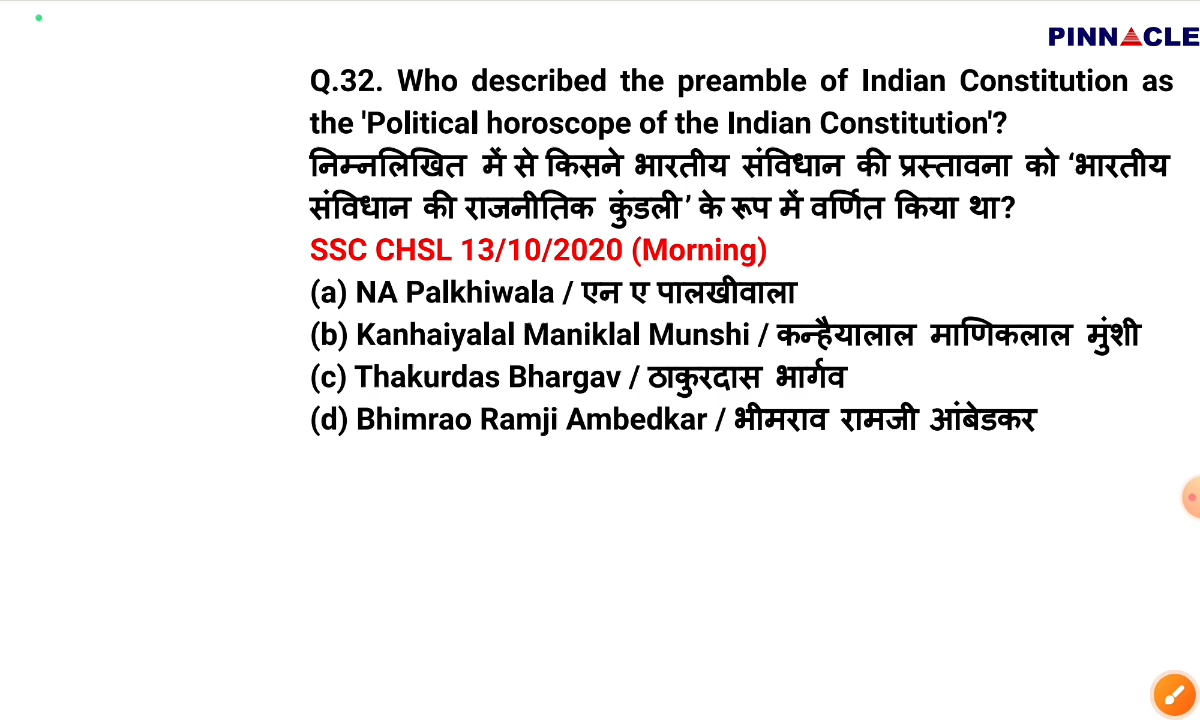 PINNACLE
Q.32. Who described the preamble of Indian Constitution as
the 'Political horoscope of the Indian Constitution'?
निम्नलिखित में से किसने भारतीय संविधान की प्रस्तावना को ‘भारतीय
संविधान की राजनीतिक कुंडली’ के रूप में वर्णित किया था?
SSC CHSL 13/10/2020 (Morning)
(a) NA Palkhiwala / एन ए पालखीवाला
(b) Kanhaiyalal Maniklal Munshi / कन्हैयालाल माणिकलाल मुंशी
(c) Thakurdas Bhargav / ठाकुरदास भार्गव
(d) Bhimrao Ramji Ambedkar / भीमराव रामजी आंबेडकर